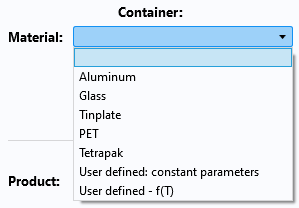 Container:
Material:
Aluminum
Glass
Tinplate
PET
Tetrapak
User defined: constant parameters
Product:
User defined - f(T)